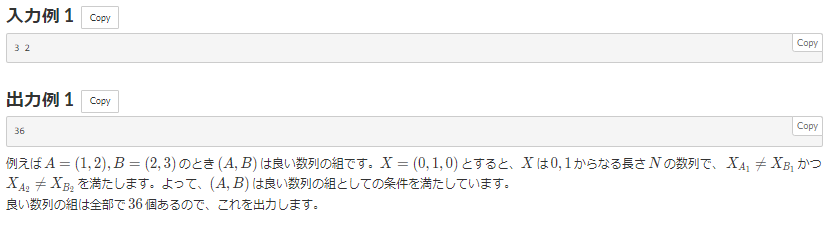 入力例 1 Copy
Copy
3 2
出力例 1 Copy
Copy
36
例えば A = (1, 2), B = (2, 3) のとき (A, B) は良い数列の組です。X = (0, 1, 0) とすると、X は 0, 1 からなる長さ N の数列で、 X_{A_1} ≠ X_{B_1} かつ
X_{A_2} ≠ X_{B_2} を満たします。よって、(A, B) は良い数列の組としての条件を満たしています。
良い数列の組は全部で 36 個あるので、これを出力します。